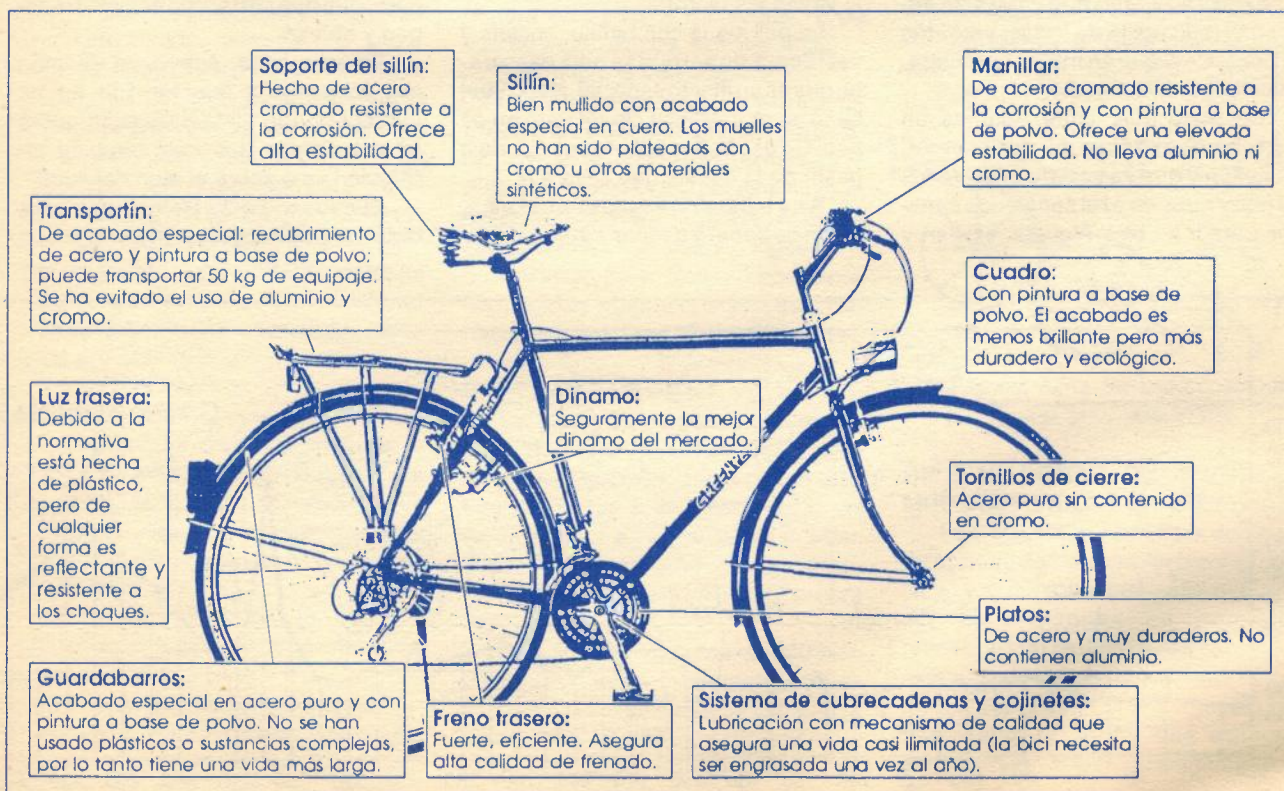 Soporte del sillín:
Hecho de acero
cromado resistente a
la corrosión. Ofrece
alta estabilidad.
Sillín:
Bien mullido con acabado
especial en cuero. Los muelles
no han sido plateados con
cromo u otros materiales
sintéticos.
Manillar:
De acero cromado resistente a
la corrosión y con pintura a base
de polvo. Ofrece una elevada
estabilidad. No lleva aluminio ni
cromo.
Transportín:
De acabado especial: recubrimiento
de acero y pintura a base de polvo;
puede transportar 50 kg de equipaje.
Se ha evitado el uso de aluminio y
cromo.
Cuadro:
Con pintura a base de
polvo. El acabado es
menos brillante pero más
duradero y ecológico.
Luz trasera:
Debido a la
normativa
está hecha
de plástico,
pero de
cualquier
forma es
reflectante y
resistente a
los choques.
Dinamo:
Seguramente la mejor
dinamo del mercado.
Tornillos de cierre:
Acero puro sin contenido
en cromo.
Platos:
De acero y muy duraderos. No
contienen aluminio.
Guardabarros:
Acabado especial en acero puro y con
pintura a base de polvo. No se han
usado plásticos o sustancias complejas,
por lo tanto tiene una vida más larga.
Freno trasero:
Fuerte, eficiente. Asegura
alta calidad de frenado.
Sistema de cubrecadenas y cojinetes:
Lubricación con mecanismo de calidad que
asegura una vida casi ilimitada (la bici necesita
ser engrasada una vez al año).